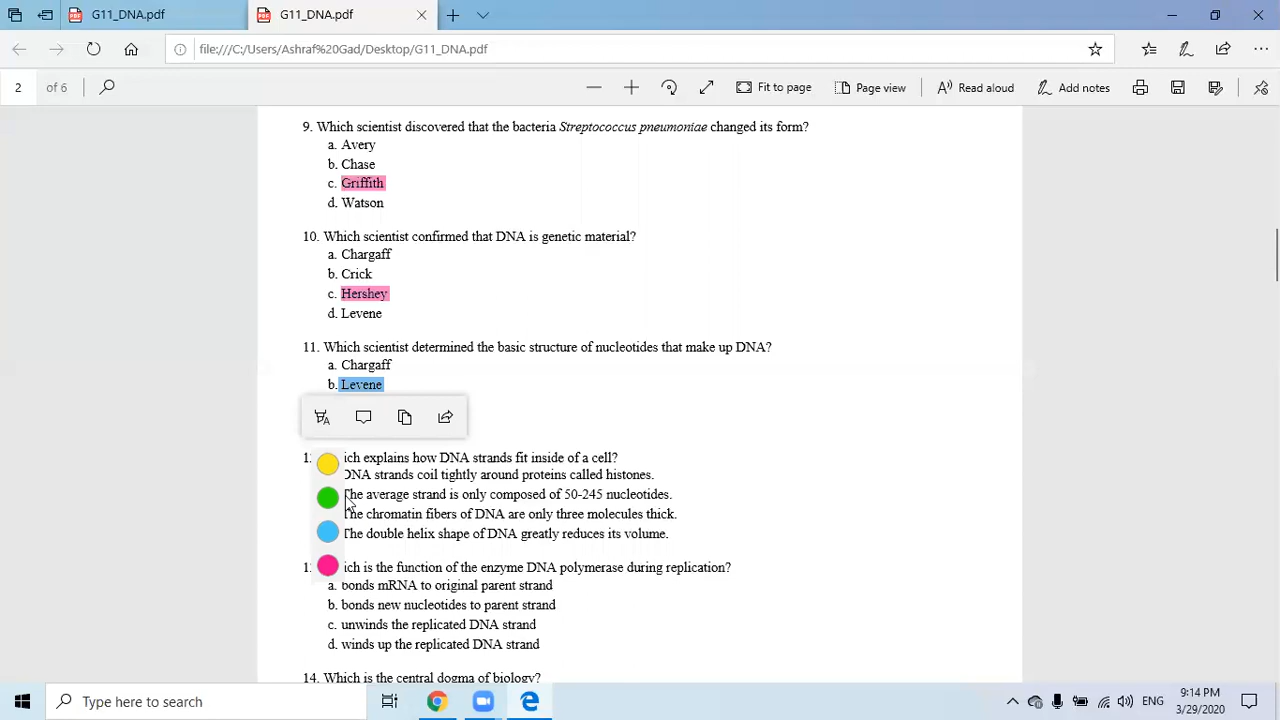 G11_DNA.pdf
G11_DNA.pdf
file:///C:/Users/Ashraf%20Gad/Desktop/G11_DNA.pdf
2 of 6
Fit to page
Page view
Read aloud
Add notes
9. Which scientist discovered that the bacteria Streptococcus pneumoniae changed its form?
a. Avery
b. Chase
c. Griffith
d. Watson
10. Which scientist confirmed that DNA is genetic material?
a. Chargaff
b. Crick
c. Hershey
d. Levene
11. Which scientist determined the basic structure of nucleotides that make up DNA?
a. Chargaff
b. Levene
explains how DNA strands fit inside of a cell?
DNA strands coil tightly around proteins called histones.
The average strand is only composed of 50-245 nucleotides.
The chromatin fibers of DNA are only three molecules thick.
The double helix shape of DNA greatly reduces its volume.
is the function of the enzyme DNA polymerase during replication?
a. bonds mRNA to original parent strand
b. bonds new nucleotides to parent strand
c. unwinds the replicated DNA strand
d. winds up the replicated DNA strand
14. Which is the central dogma of biology?
Type here to search
ENG
9:14 PM
3/29/2020